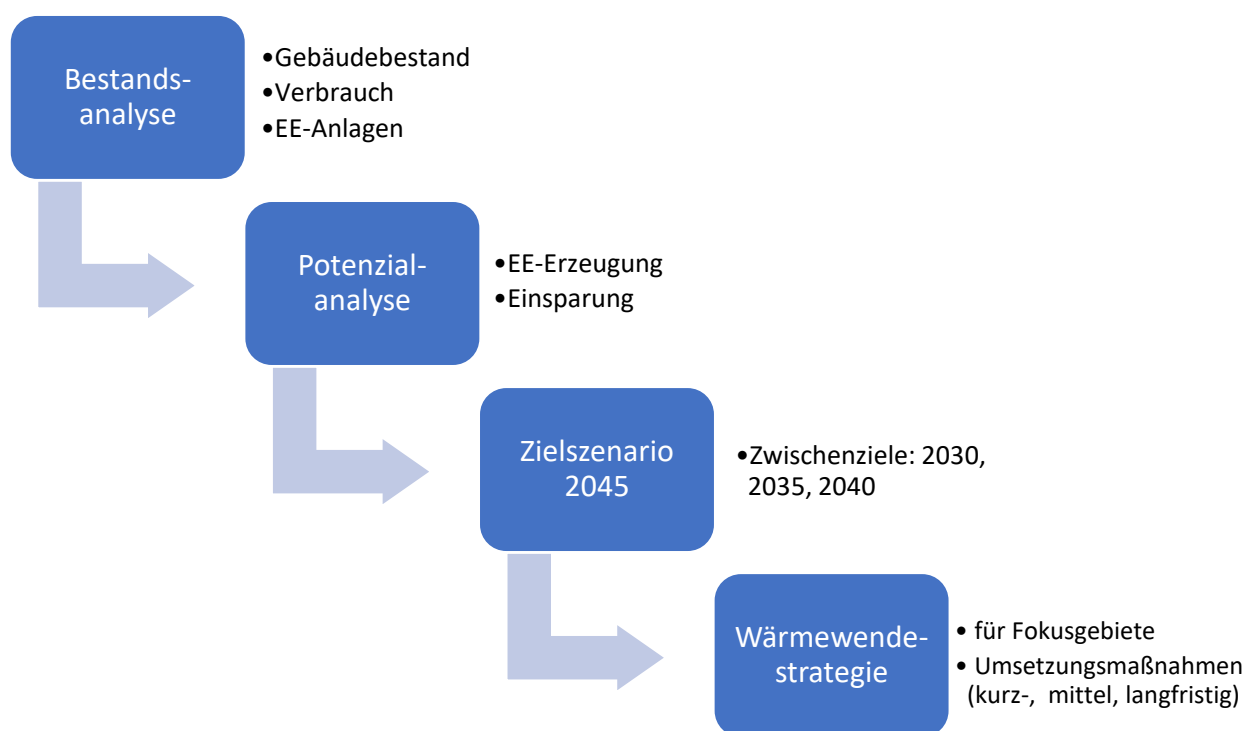 Bestands-
analyse
•Gebäudebestand
•Verbrauch
•EE-Anlagen
Potenzial-
analyse
•EE-Erzeugung
•Einsparung
Zielszenario
2045
•Zwischenziele: 2030,
2035, 2040
Wärmewende-
strategie
• für Fokusgebiete
• Umsetzungsmaßnahmen
(kurz-, mittel, langfristig)